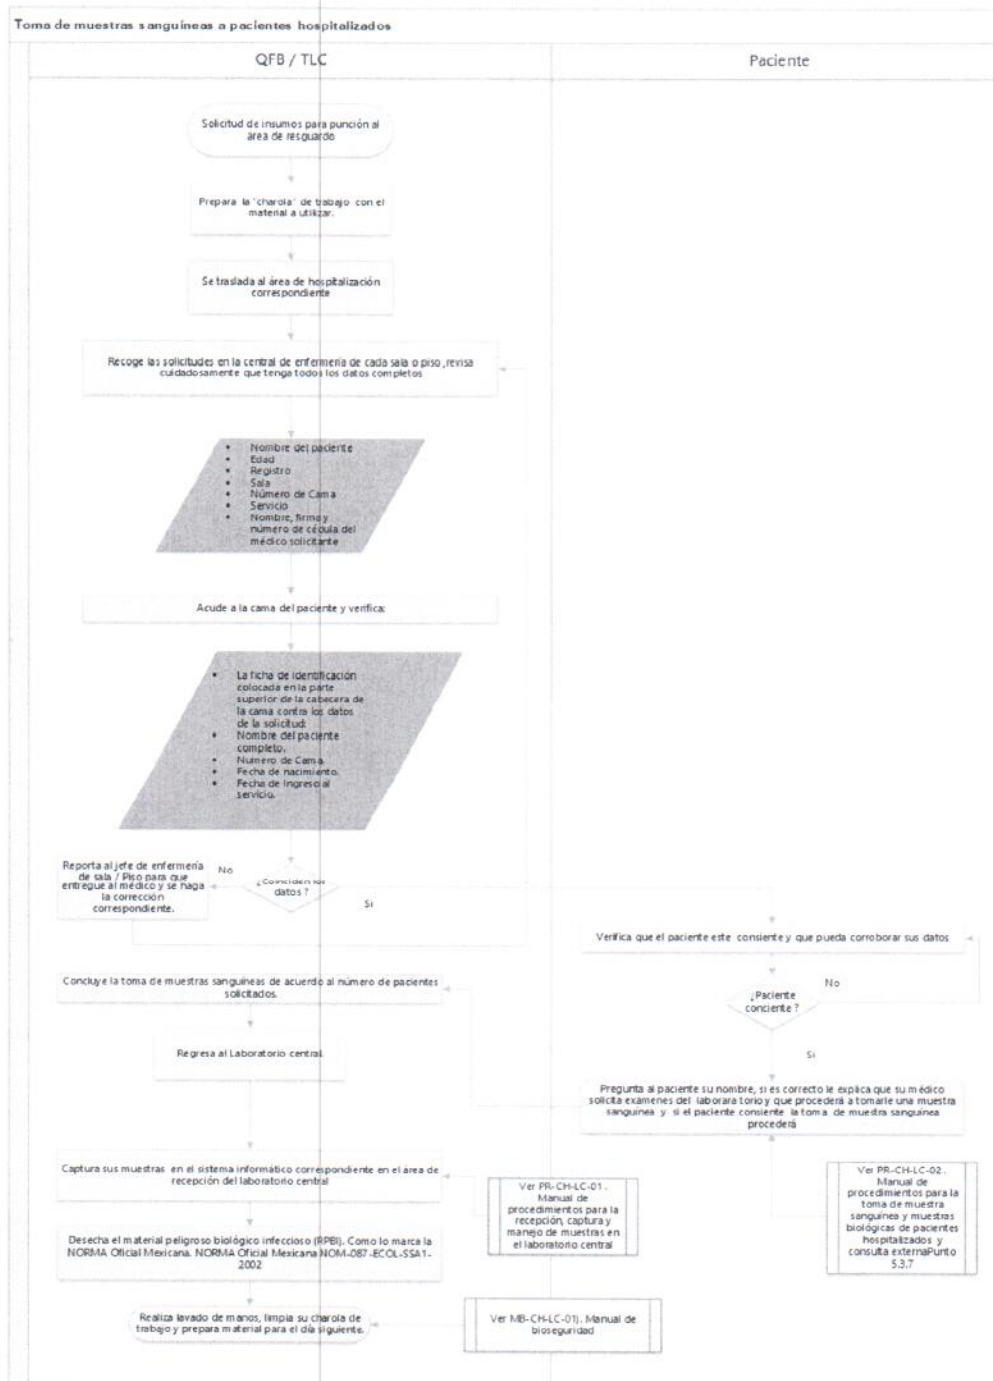 Toma de muestras sanguíneas a pacientes hospitalizados
QFB / TLC
Paciente
Solicitud de insumos para punción al
área de resguardo
Prepara la "charola" de trabajo con el
material a utilizar.
Se traslada al área de hospitalización
correspondiente
Recoge las solicitudes en la central de enfermería de cada sala o piso ,revisa
cuidadosamente que tenga todos los datos completos
• Nombre del paciente
• Edad
• Registro
• Sala
• Número de Cama
• Servicio
• Nombre, firma y
número de cédula del
médico solicitante
Acude a la cama del paciente y verifica:
• La ficha de identificación
colocada en la parte
superior de la cabecera de
la cama contra los datos
de la solicitud:
• Nombre del paciente
completo.
• Numero de Cama.
• Fecha de nacimiento.
• Fecha de Ingreso al
servicio.
Reporta al jefe de enfermería
de sala / Piso para que
entregue al médico y se haga
la corrección
correspondiente.
No
¿Coinciden los
datos ?
Si
Verifica que el paciente este consiente y que pueda corroborar sus datos
¿Paciente
conciente ?
No
Si
Pregunta al paciente su nombre, si es correcto le explica que su médico
solicita exámenes del laborara torio y que procederá a tomarle una muestra
sanguínea y si el paciente consiente la toma de muestra sanguínea
procederá
Concluye la toma de muestras sanguíneas de acuerdo al número de pacientes
solicitados.
Regresa al Laboratorio central.
Captura sus muestras en el sistema informático correspondiente en el área de
recepción del laboratorio central
Ver PR-CH-LC-01.
Manual de
procedimientos para la
recepción, captura y
manejo de muestras en
el laboratorio central
Ver PR-CH-LC-02.
Manual de
procedimientos para la
toma de muestra
sanguínea y muestras
biológicas de pacientes
hospitalizados y
consulta externaPunto
5.3.7
Desecha el material peligroso biológico infeccioso (RPBI). Como lo marca la
NORMA Oficial Mexicana. NORMA Oficial Mexicana NOM-087-ECOL-SSA1-
2002
Realiza lavado de manos, limpia su charola de
trabajo y prepara material para el día siguiente.
Ver MB-CH-LC-01). Manual de
bioseguridad